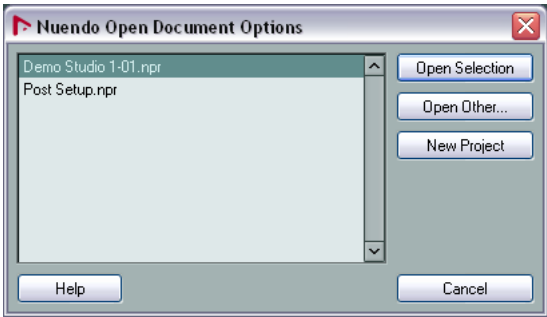 Nuendo Open Document Options
Demo Studio 1-01.npr
Post Setup.npr
Open Selection
Open Other...
New Project
Help
Cancel